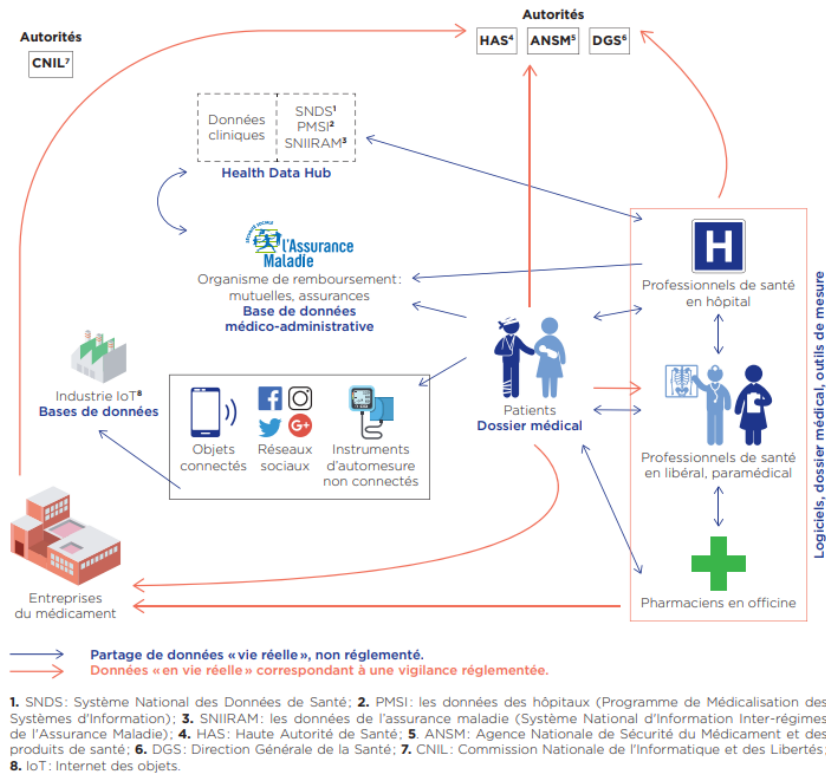 Autorités
HAS⁴ ANSM⁵ DGS⁶
Autorités
CNIL⁷
Données
cliniques
SNDS¹
PMSI²
SNIIRAM³
Health Data Hub
H
SÉCURITÉ SOCIALE
l'Assurance
Maladie
Organisme de remboursement :
mutuelles, assurances
Base de données
médico-administrative
Professionnels de santé
en hôpital
Industrie IoT⁸
Bases de données
Objets
connectés
Réseaux
sociaux
G+
Instruments
d'automesure
non connectés
Patients
Dossier médical
Professionnels de santé
en libéral, paramédical
Logiciels, dossier médical, outils de mesure
Entreprises
du médicament
Pharmaciens en officine
Partage de données « vie réelle », non réglementé.
Données « en vie réelle » correspondant à une vigilance réglementée.
1. SNDS : Système National des Données de Santé ; 2. PMSI : les données des hôpitaux (Programme de Médicalisation des
Systèmes d'Information) ; 3. SNIIRAM : les données de l'assurance maladie (Système National d'Information Inter-régimes
de l'Assurance Maladie) ; 4. HAS : Haute Autorité de Santé ; 5. ANSM : Agence Nationale de Sécurité du Médicament et des
produits de santé ; 6. DGS : Direction Générale de la Santé ; 7. CNIL : Commission Nationale de l'Informatique et des Libertés ;
8. IoT : Internet des objets.